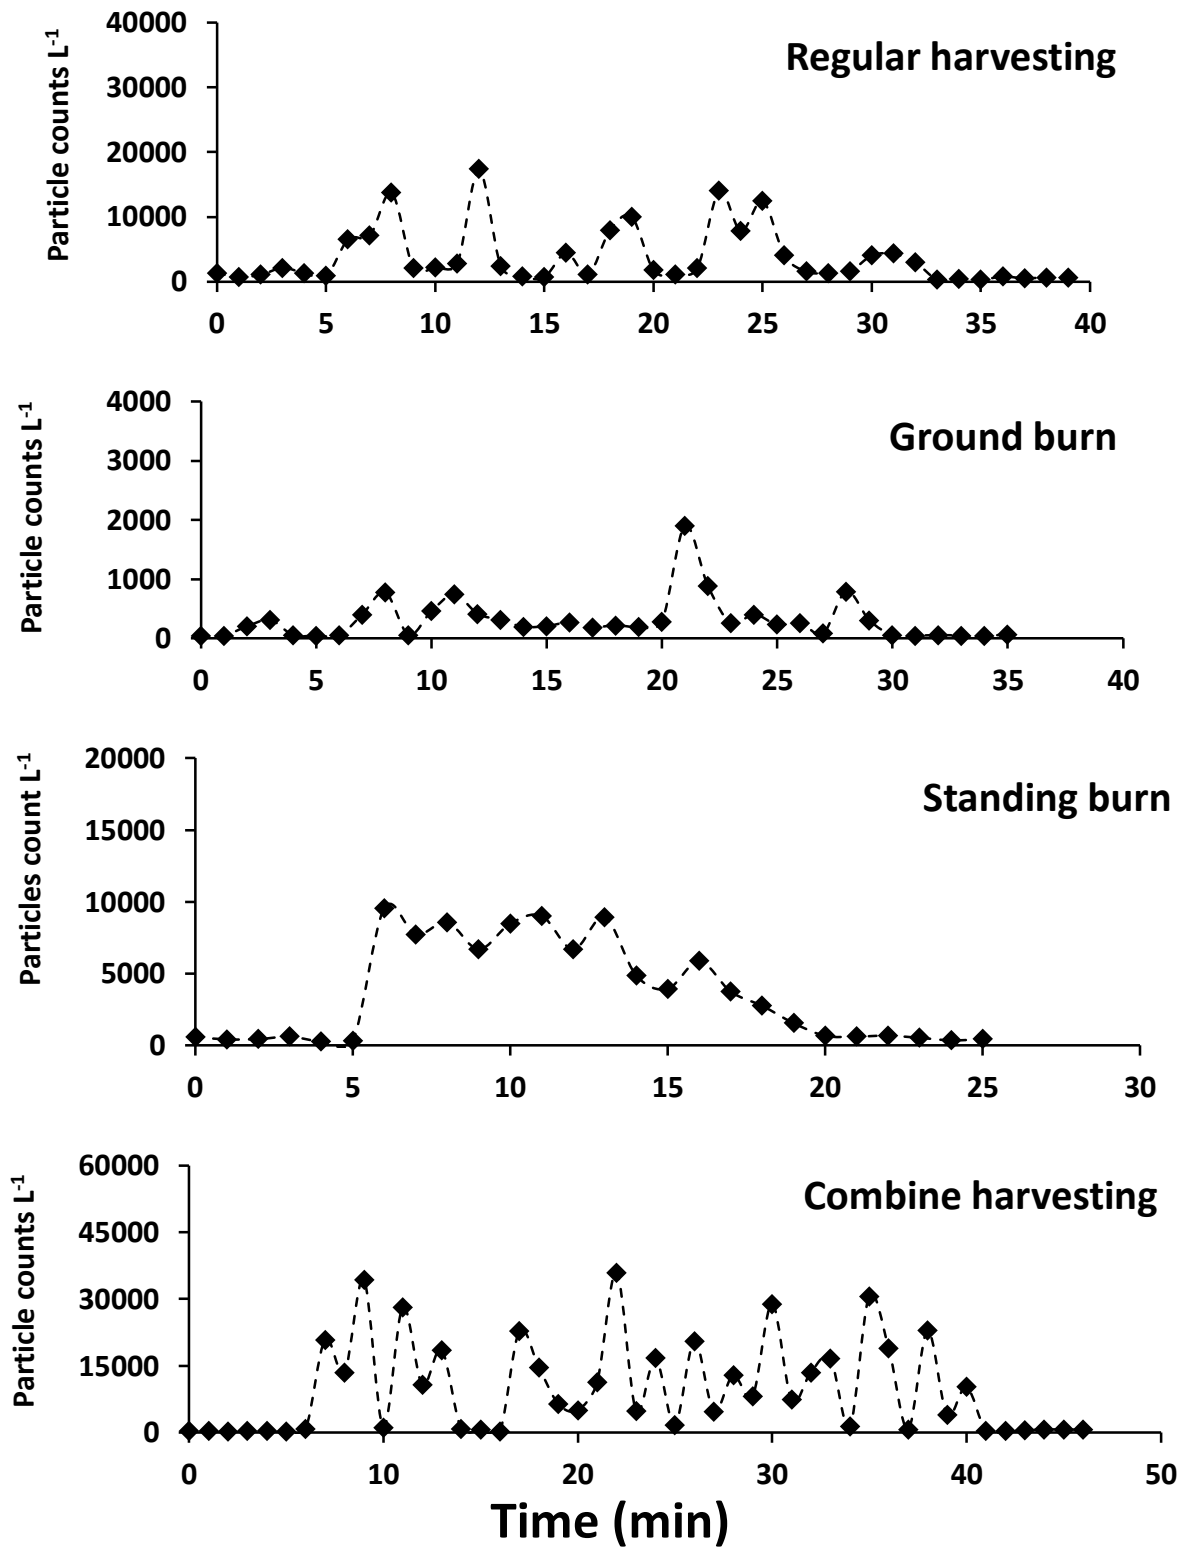 Regular harvesting
Particle counts L-1
40000
30000
20000
10000
0
0 5 10 15 20 25 30 35 40
Ground burn
Particle counts L-1
4000
3000
2000
1000
0
0 5 10 15 20 25 30 35 40
Standing burn
Particles count L-1
20000
15000
10000
5000
0
0 5 10 15 20 25 30
Combine harvesting
Particle counts L-1
60000
45000
30000
15000
0
0 10 20 30 40 50
Time (min)